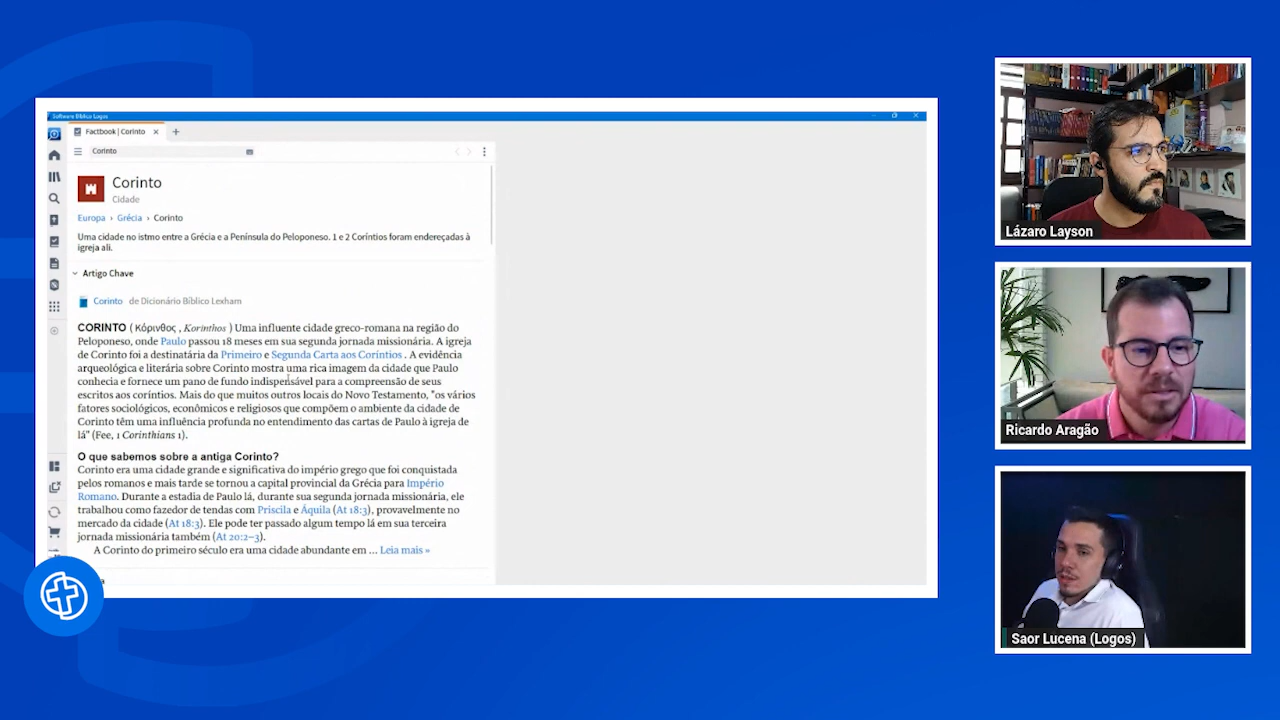 Software Bíblico Logos
Factbook | Corinto
Corinto
Corinto
Cidade
Europa › Grécia › Corinto
Uma cidade no istmo entre a Grécia e a Península do Peloponeso. 1 e 2 Coríntios foram endereçadas à
igreja ali.
Artigo Chave
Corinto de Dicionário Bíblico Lexham
CORINTO ( Κόρινθος , Korinthos ) Uma influente cidade greco-romana na região do
Peloponeso, onde Paulo passou 18 meses em sua segunda jornada missionária. A igreja
de Corinto foi a destinatária da Primeiro e Segunda Carta aos Coríntios . A evidência
arqueológica e literária sobre Corinto mostra uma rica imagem da cidade que Paulo
conhecia e fornece um pano de fundo indispensável para a compreensão de seus
escritos aos coríntios. Mais do que muitos outros locais do Novo Testamento, "os vários
fatores sociológicos, econômicos e religiosos que compõem o ambiente da cidade de
Corinto têm uma influência profunda no entendimento das cartas de Paulo à igreja de
lá" (Fee, 1 Corinthians 1).
O que sabemos sobre a antiga Corinto?
Corinto era uma cidade grande e significativa do império grego que foi conquistada
pelos romanos e mais tarde se tornou a capital provincial da Grécia para Império
Romano. Durante a estadia de Paulo lá, durante sua segunda jornada missionária, ele
trabalhou como fazedor de tendas com Priscila e Áquila (At 18:3), provavelmente no
mercado da cidade (At 18:3). Ele pode ter passado algum tempo lá em sua terceira
jornada missionária também (At 20:2–3).
A Corinto do primeiro século era uma cidade abundante em ... Leia mais »
Lázaro Layson
Ricardo Aragão
Saor Lucena (Logos)